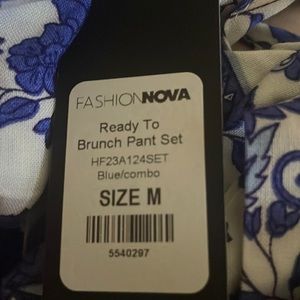 FASHIONNOVA
Ready To
Brunch Pant Set
HF23A124SET
Blue/combo
SIZE M
5540297